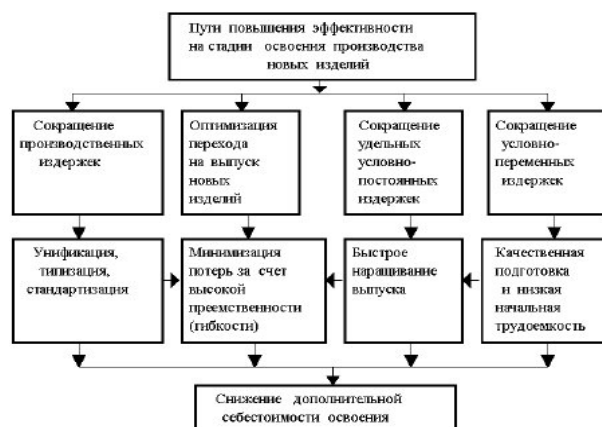 Пути повышения эффективности
на стадии освоения производства
новых изделий
Сокращение
производственных
издержек
Оптимизация
перехода
на выпуск
новых
изделий
Сокращение
удельных
условно-
постоянных
издержек
Сокращение
условно-
переменных
издержек
Унификация,
типизация,
стандартизация
Минимизация
потерь за счет
высокой
преемственности
(гибкости)
Быстрое
наращивание
выпуска
Качественная
подготовка
и низкая
начальная
трудоемкость
Снижение дополнительной
себестоимости освоения